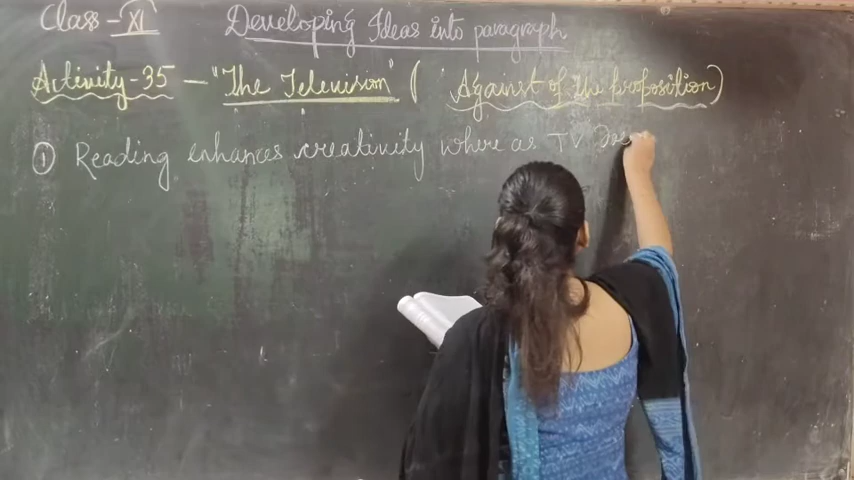 Class - XI Developing Ideas into paragraph
Activity-35 - "The Television" ( Against of the proposition)
① Reading enhances creativity where as TV Doe